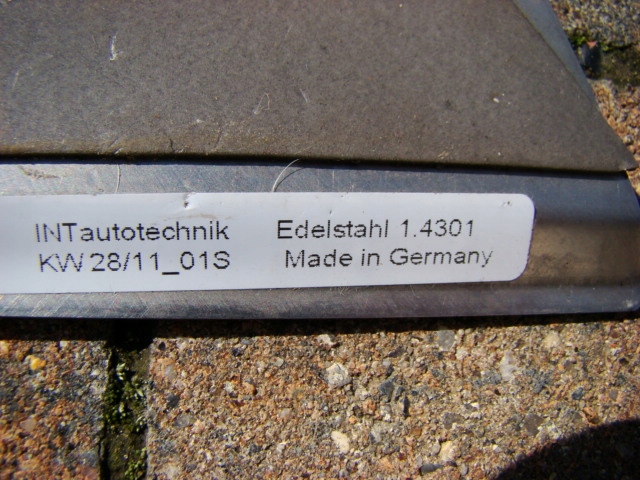 INTautotechnik Edelstahl 1.4301
KW 28/11_01S Made in Germany